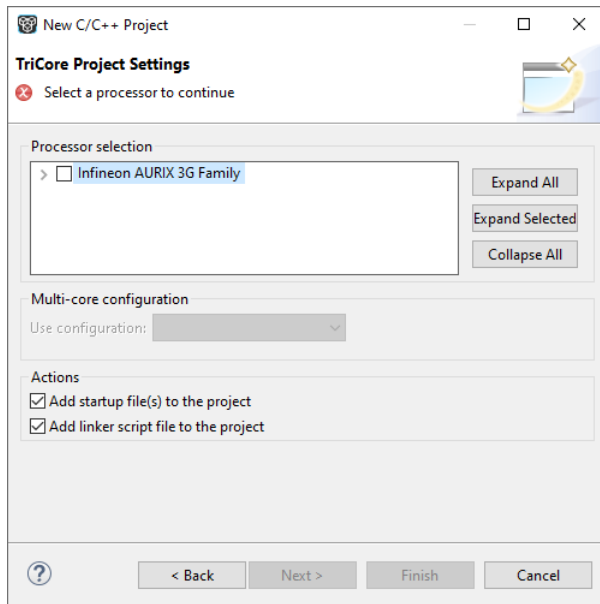 New C/C++ Project
TriCore Project Settings
Select a processor to continue
Processor selection
Infineon AURIX 3G Family
Expand All
Expand Selected
Collapse All
Multi-core configuration
Use configuration:
Actions
Add startup file(s) to the project
Add linker script file to the project
?
< Back
Next >
Finish
Cancel